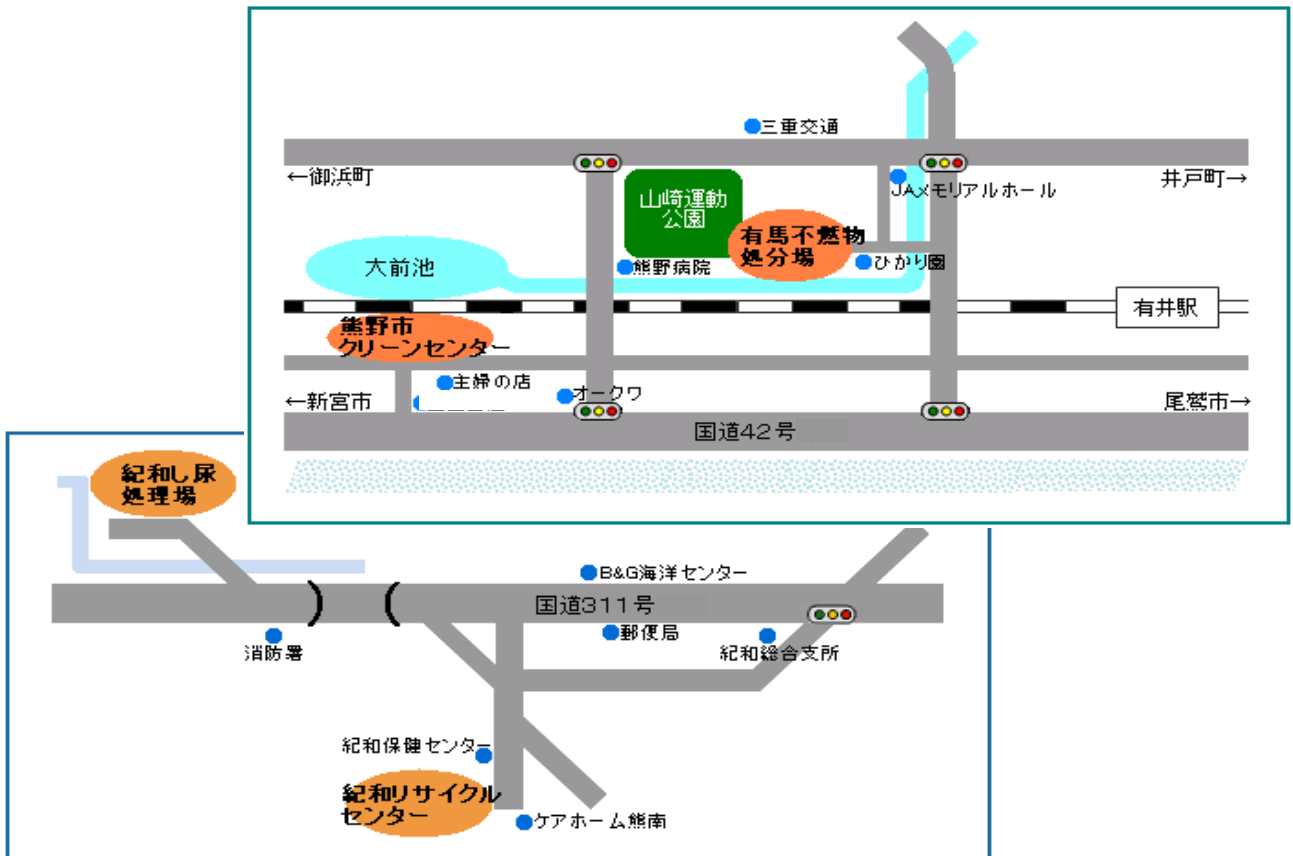 三重交通
←御浜町
井戸町→
山崎運動
公園
JAメモリアルホール
有馬不燃物
処分場
大前池
熊野病院
ひかり園
有井駅
熊野市
クリーンセンター
主婦の店
オークワ
←新宮市
尾鷲市→
国道42号
紀和し尿
処理場
B&G海洋センター
国道311号
消防署
郵便局
紀和総合支所
紀和保健センター
紀和リサイクル
センター
ケアホーム熊南